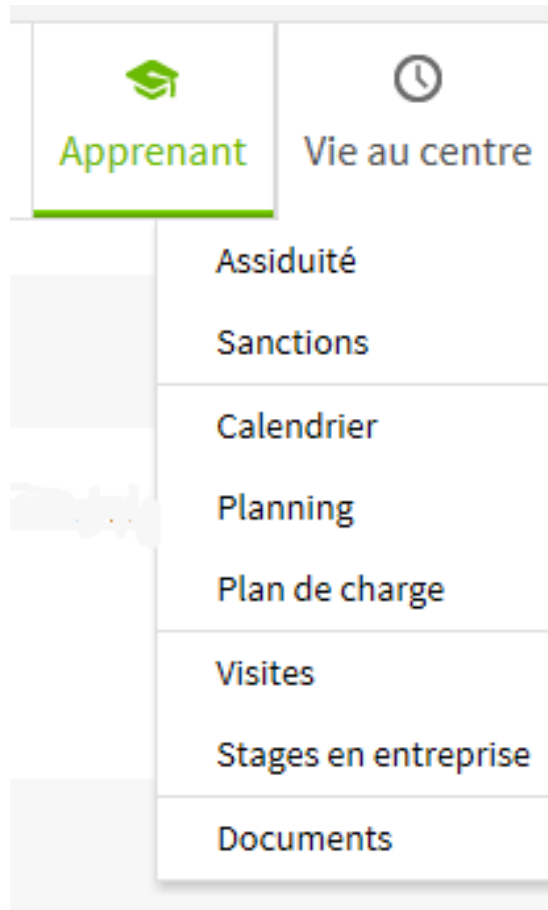 Apprenant
Vie au centre
Assiduité
Sanctions
Calendrier
Planning
Plan de charge
Visites
Stages en entreprise
Documents